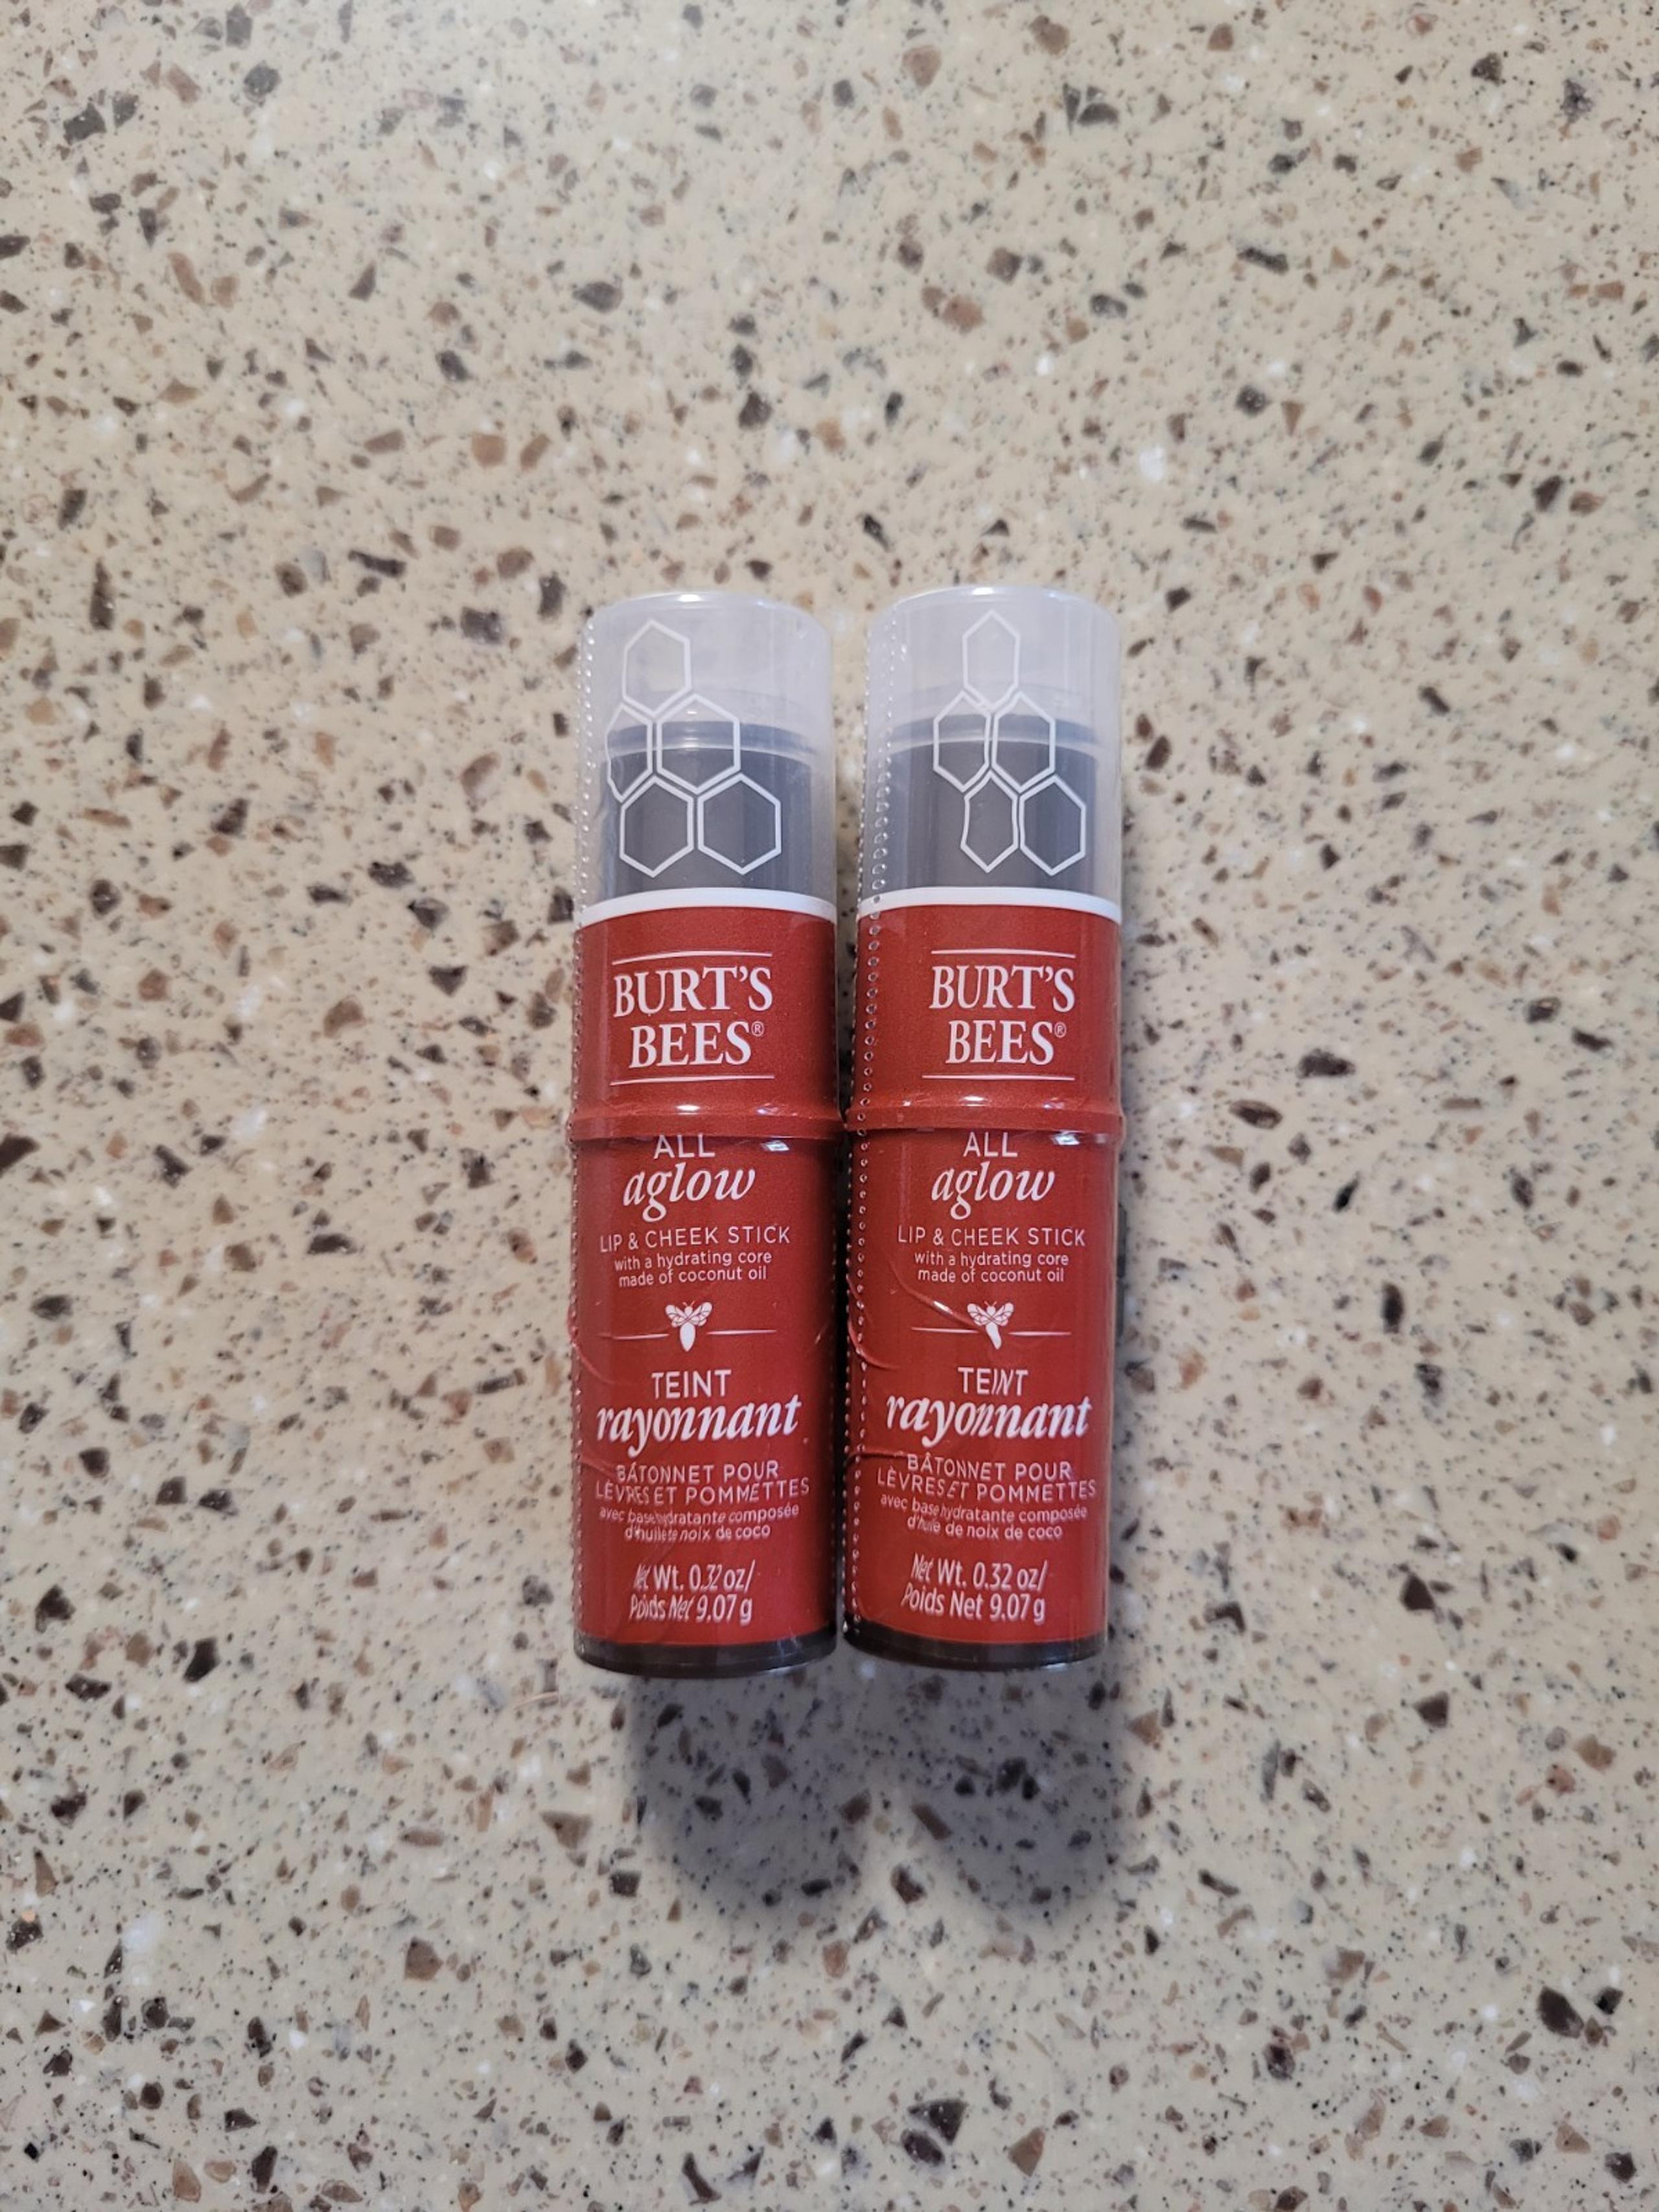 BURT'S
BEES®
ALL
aglow
LIP & CHEEK STICK
with a hydrating core
made of coconut oil
TEINT
rayonnant
BÂTONNET POUR
LÈVRES ET POMMETTES
avec base hydratante composée
d'huile de noix de coco
Net Wt. 0.32 oz/
Poids Net 9.07 g
BURT'S
BEES®
ALL
aglow
LIP & CHEEK STICK
with a hydrating core
made of coconut oil
TEINT
rayonnant
BÂTONNET POUR
LÈVRES ET POMMETTES
avec base hydratante composée
d'huile de noix de coco
Net Wt. 0.32 oz/
Poids Net 9.07 g